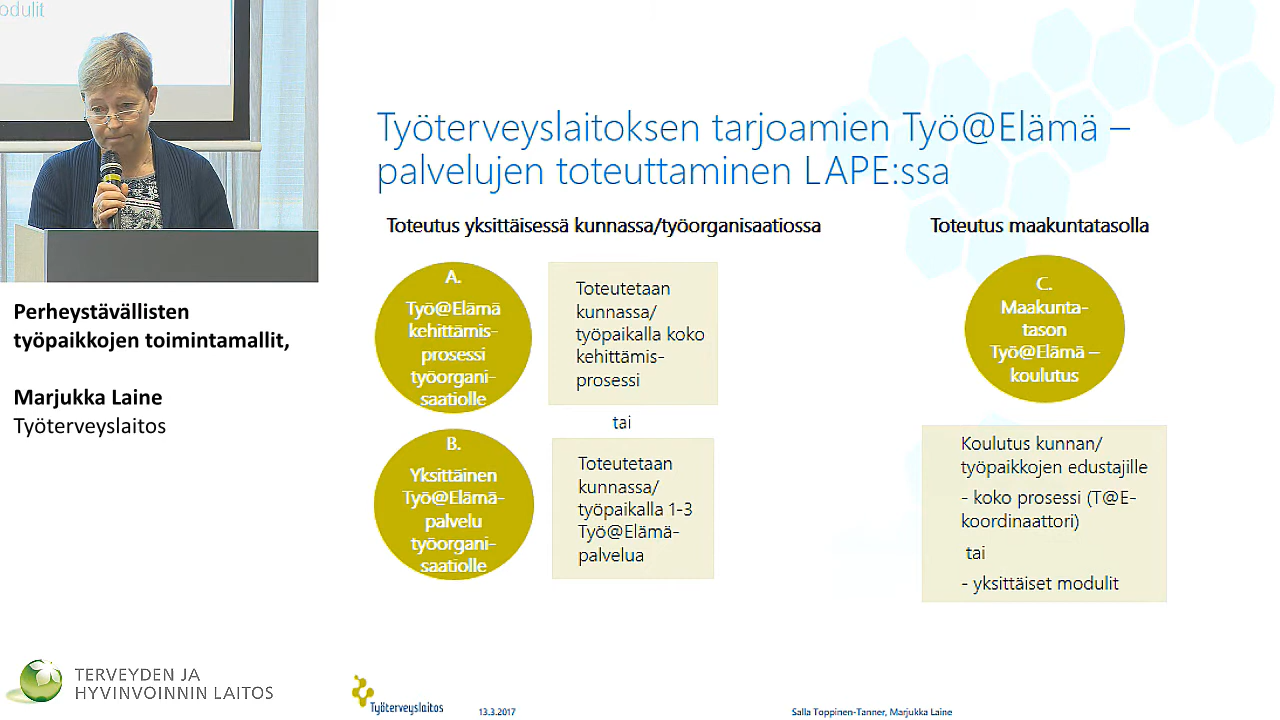 odulit
Työterveyslaitoksen tarjoamien Työ@Elämä –
palvelujen toteuttaminen LAPE:ssa
Toteutus yksittäisessä kunnassa/työorganisaatiossa
A.
Työ@Elämä
kehittämis-
prosessi
työorgani-
saatiolle
Toteutetaan
kunnassa/
työpaikalla koko
kehittämis-
prosessi
tai
B.
Yksittäinen
Työ@Elämä-
palvelu
työorgani-
saatiolle
Toteutetaan
kunnassa/
työpaikalla 1-3
Työ@Elämä-
palvelua
Toteutus maakuntatasolla
C.
Maakunta-
tason
Työ@Elämä –
koulutus
Koulutus kunnan/
työpaikkojen edustajille
- koko prosessi (T@E-
koordinaattori)
tai
- yksittäiset modulit
Perheystävällisten
työpaikkojen toimintamallit,
Marjukka Laine
Työterveyslaitos
TERVEYDEN JA
HYVINVOINNIN LAITOS
Työterveyslaitos
13.3.2017
Salla Toppinen-Tanner, Marjukka Laine